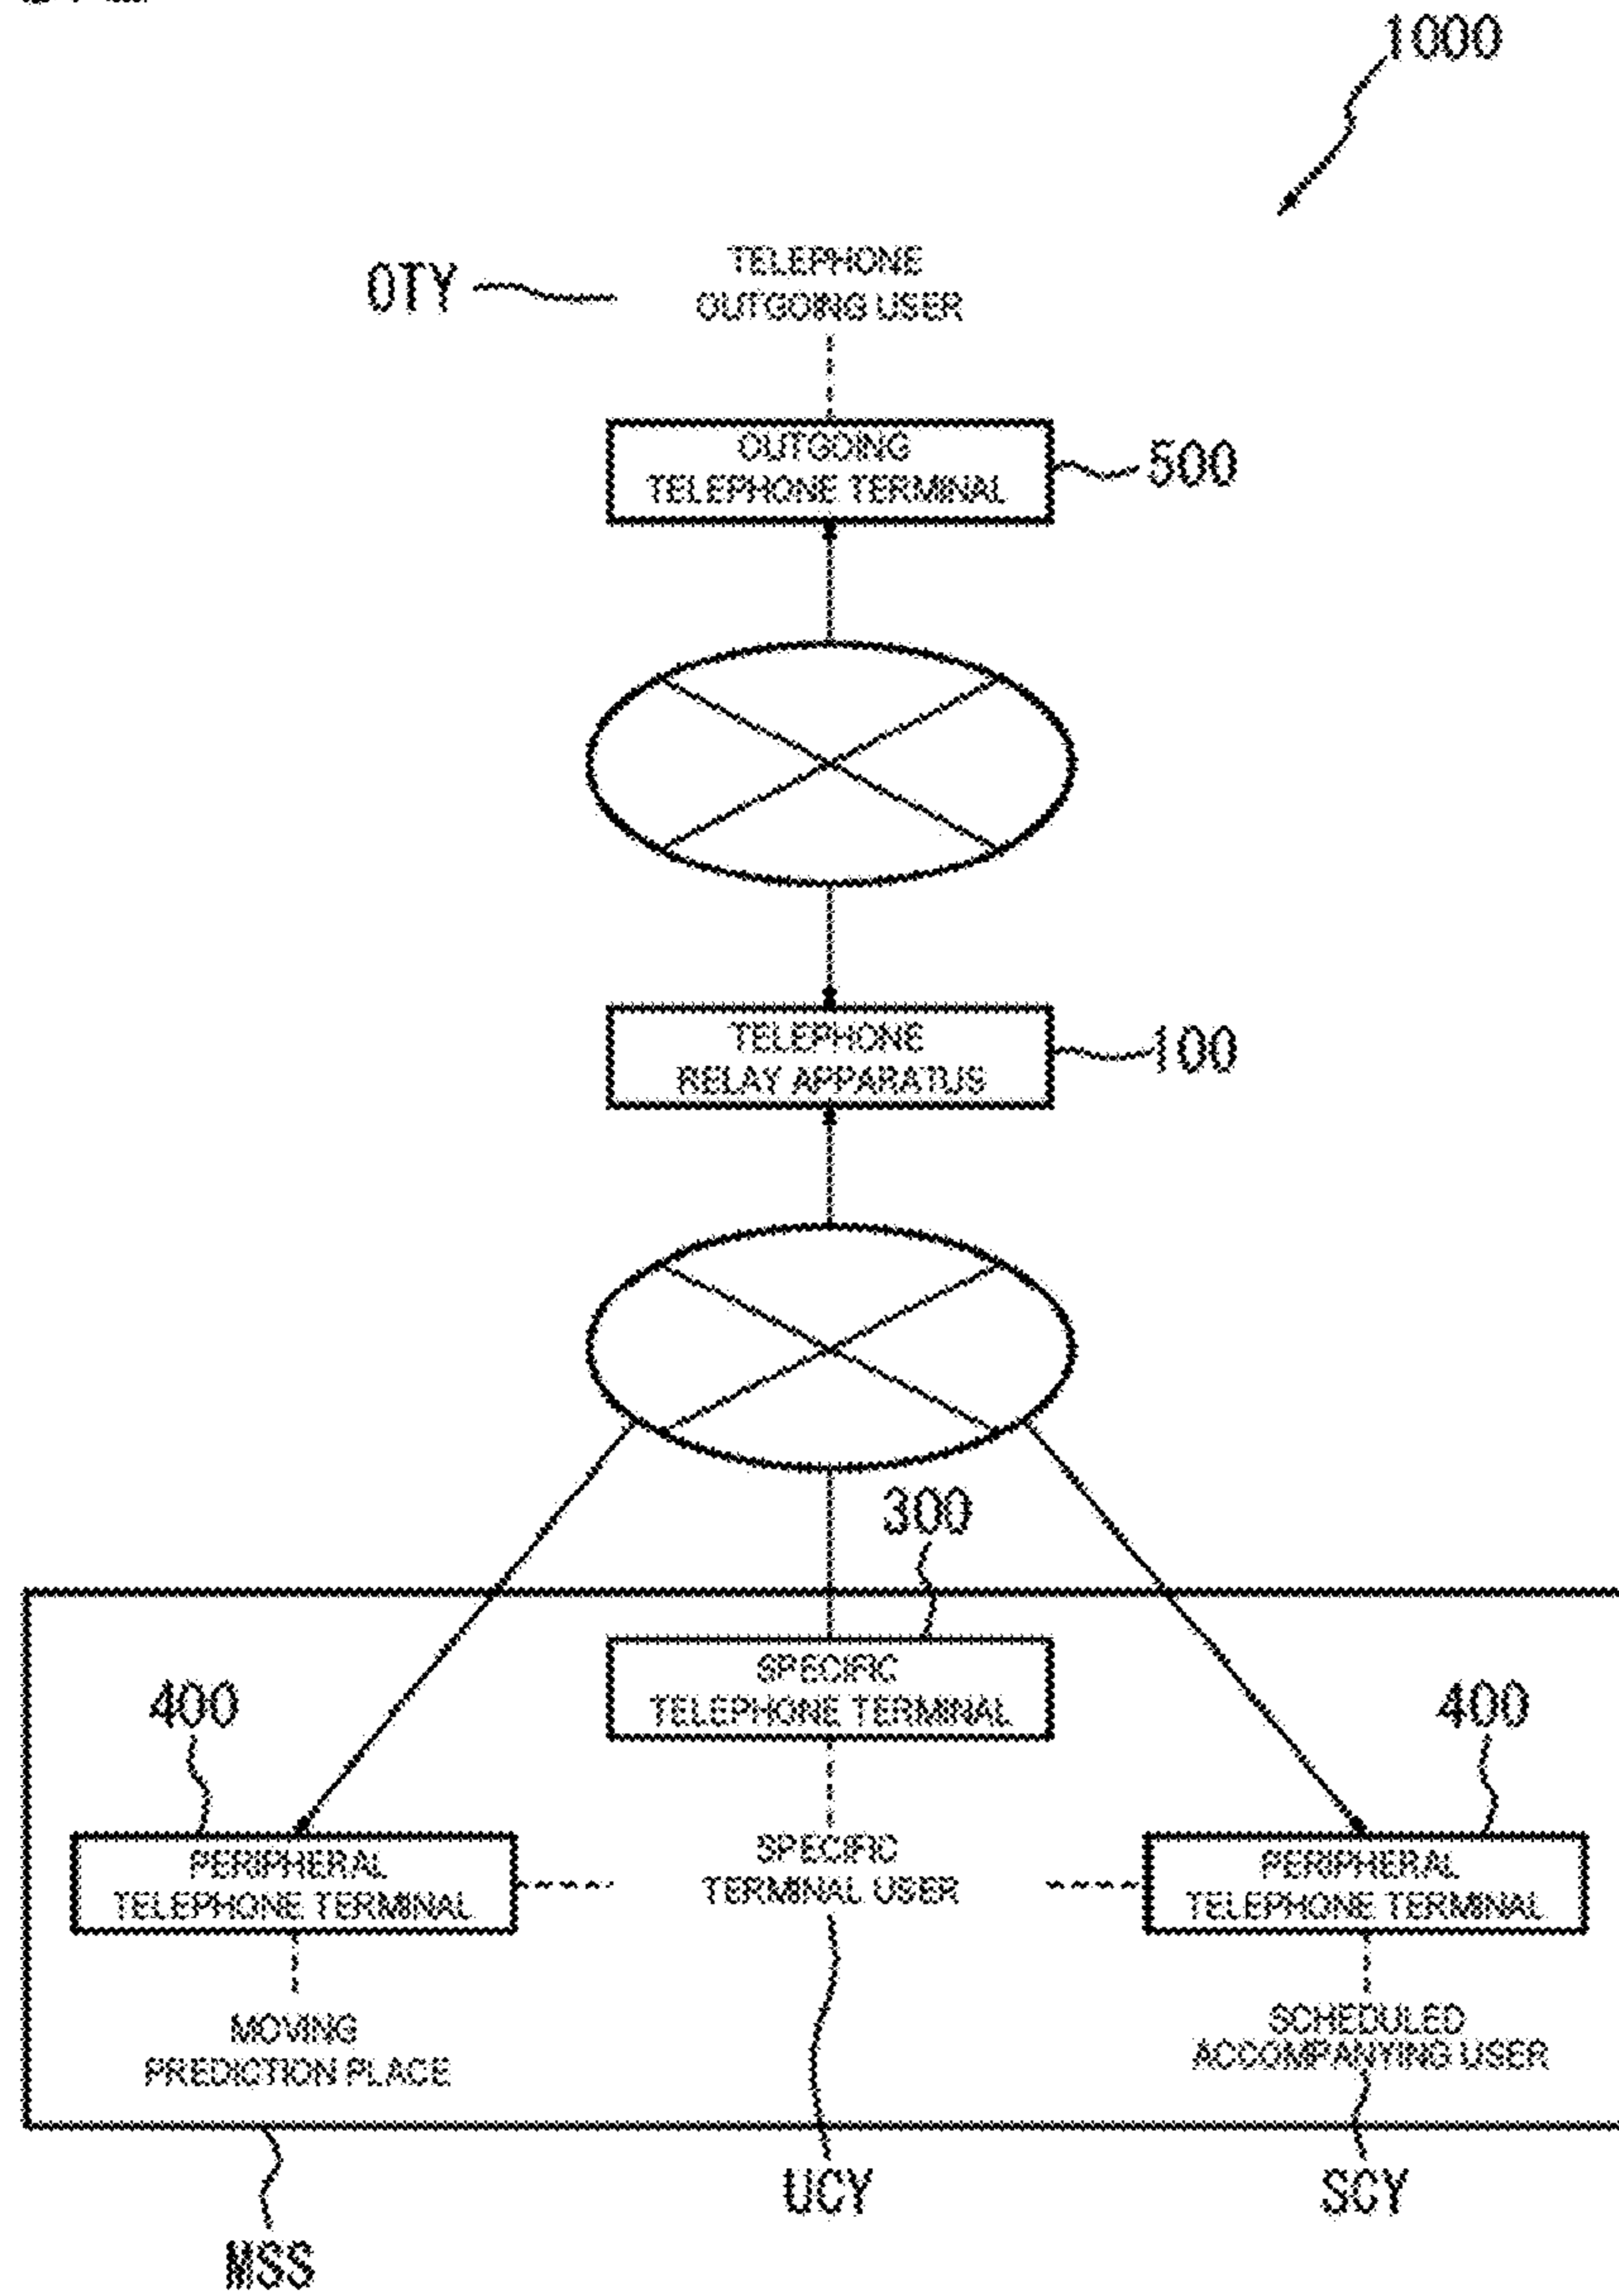 1000
OTY
TELEPHONE
OUTGOING USER
OUTGOING
TELEPHONE TERMINAL
500
TELEPHONE
RELAY APPARATUS
100
300
SPECIFIC
TELEPHONE TERMINAL
400
400
PERIPHERAL
TELEPHONE TERMINAL
SPECIFIC
TERMINAL USER
PERIPHERAL
TELEPHONE TERMINAL
MOVING
PREDICTION PLACE
SCHEDULED
ACCOMPANYING USER
UCY
SCY
MSS